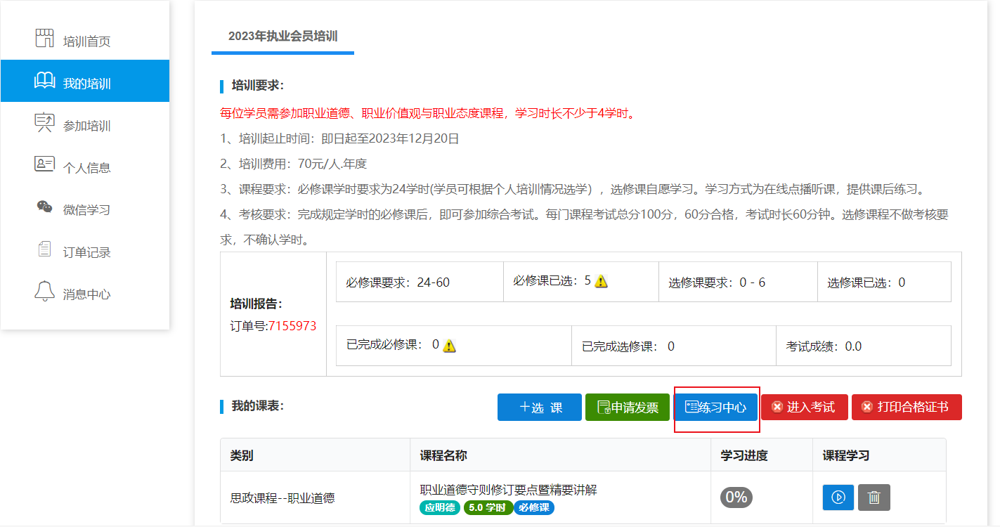 培训首页
我的培训
参加培训
个人信息
微信学习
订单记录
消息中心
2023年执业会员培训
培训要求：
每位学员需参加职业道德、职业价值观与职业态度课程，学习时长不少于4学时。
1、培训起止时间：即日起至2023年12月20日
2、培训费用：70元/人.年度
3、课程要求：必修课学时要求为24学时(学员可根据个人培训情况选学），选修课自愿学习。学习方式为在线点播听课，提供课后练习。
4、考核要求：完成规定学时的必修课后，即可参加综合考试。每门课程考试总分100分，60分合格，考试时长60分钟。选修课程不做考核要
求，不确认学时。
培训报告：
订单号:7155973
必修课要求：24-60 必修课已选：5 选修课要求：0 - 6 选修课已选：0
已完成必修课： 0 已完成选修课： 0 考试成绩：0.0
我的课表：
+选 课 申请发票 练习中心 进入考试 打印合格证书
类别 课程名称 学习进度 课程学习
思政课程--职业道德 职业道德守则修订要点暨精要讲解 0%
应明德 5.0 学时 必修课